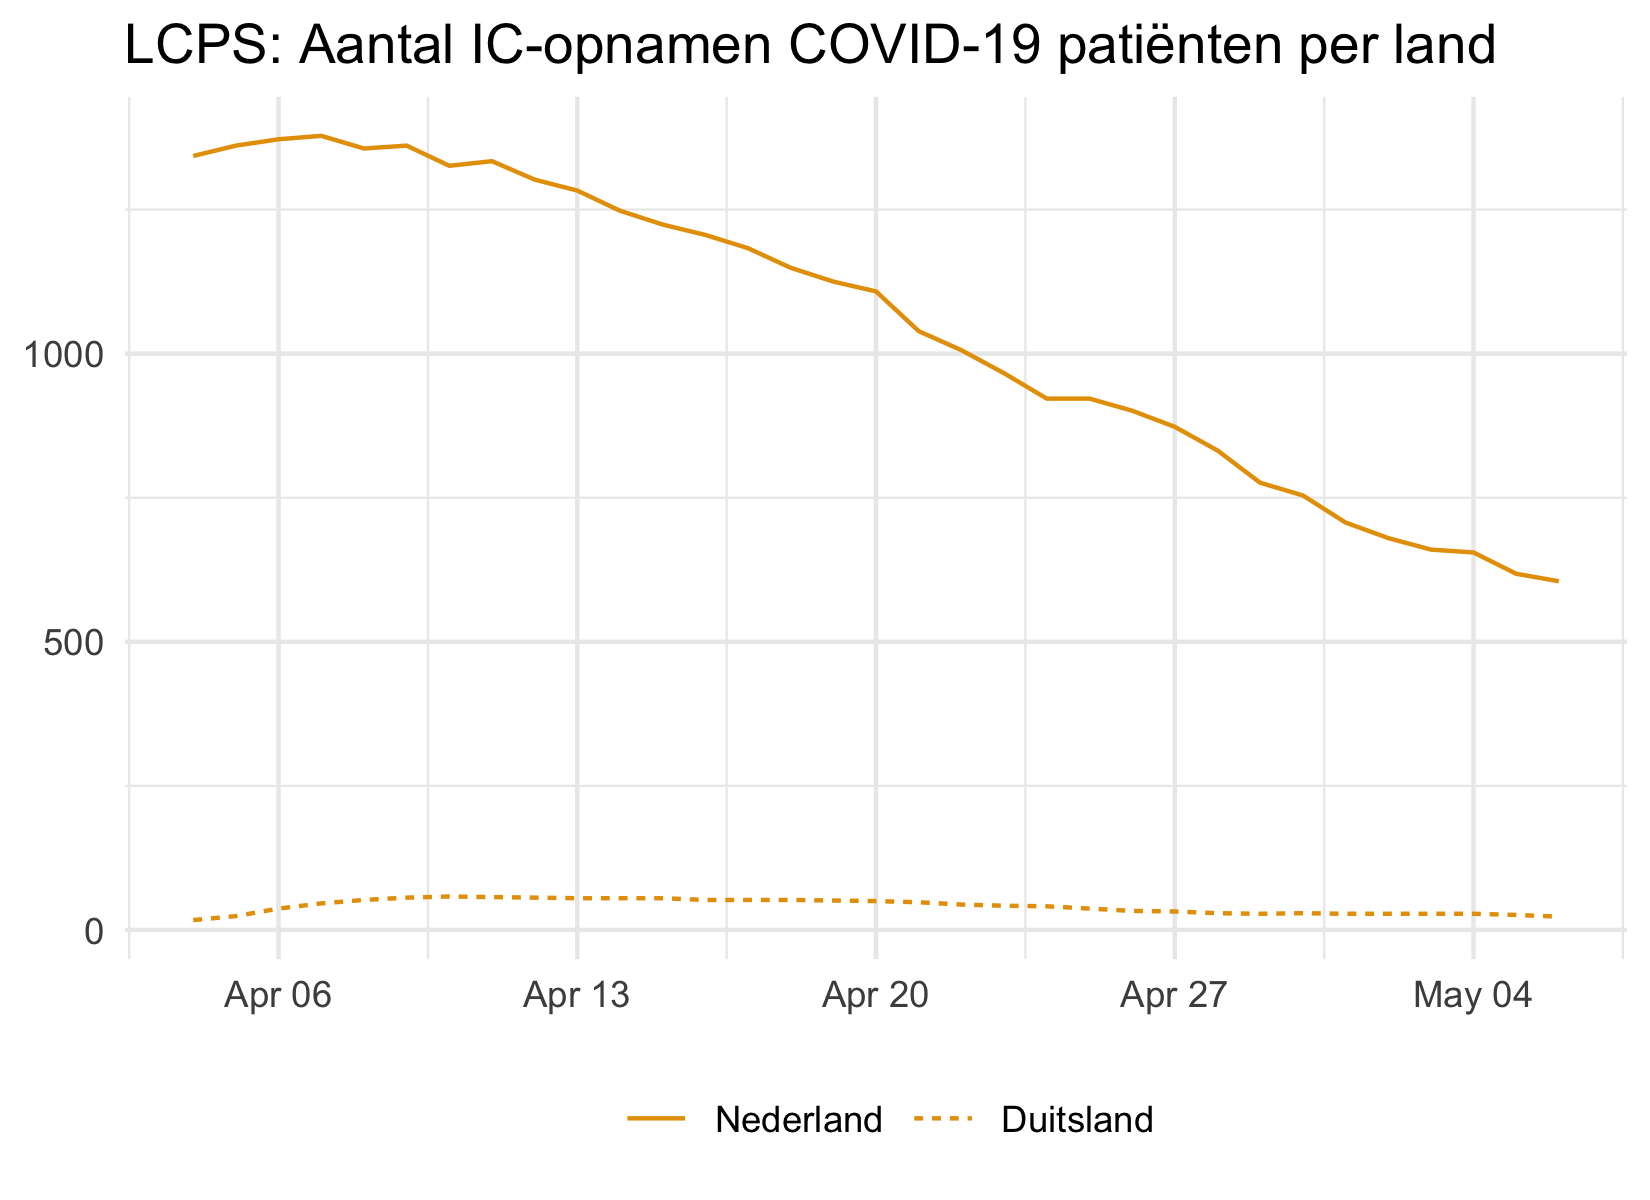 LCPS: Aantal IC-opnamen COVID-19 patiënten per land
1000
500
0
Apr 06 Apr 13 Apr 20 Apr 27 May 04
Nederland Duitsland